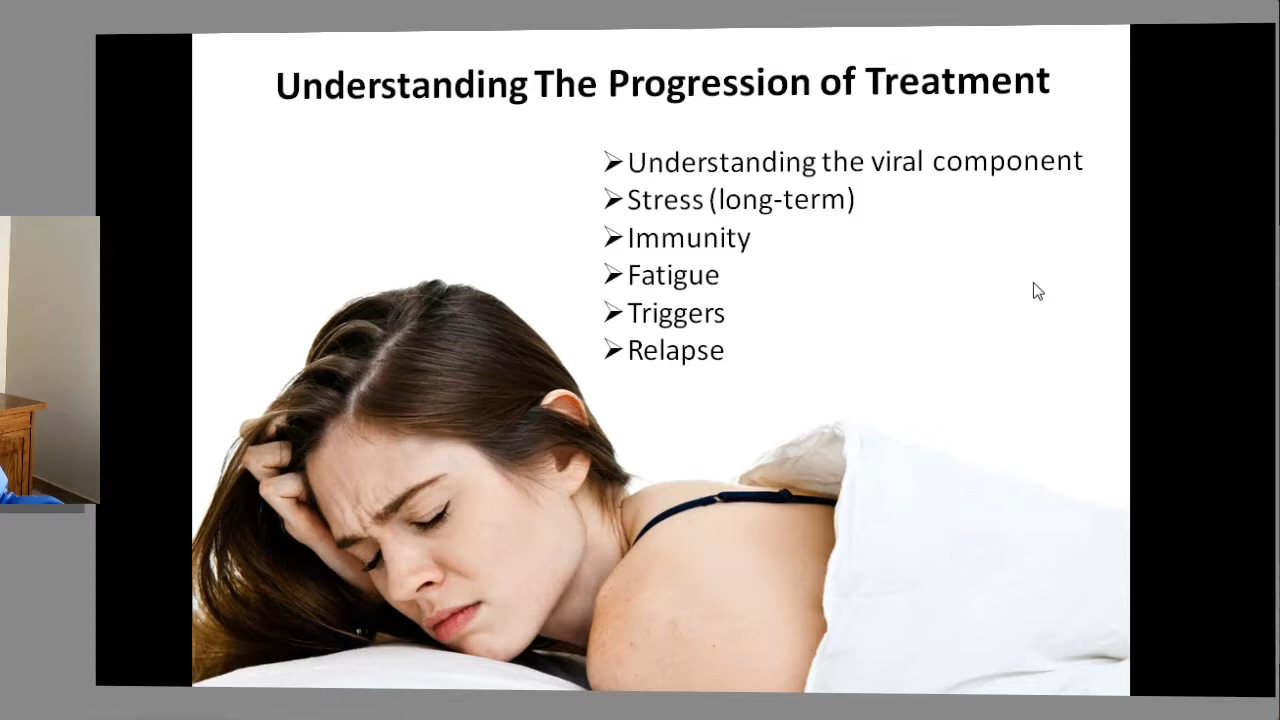 Understanding The Progression of Treatment
➢Understanding the viral component
➢Stress (long-term)
➢Immunity
➢Fatigue
➢Triggers
➢Relapse